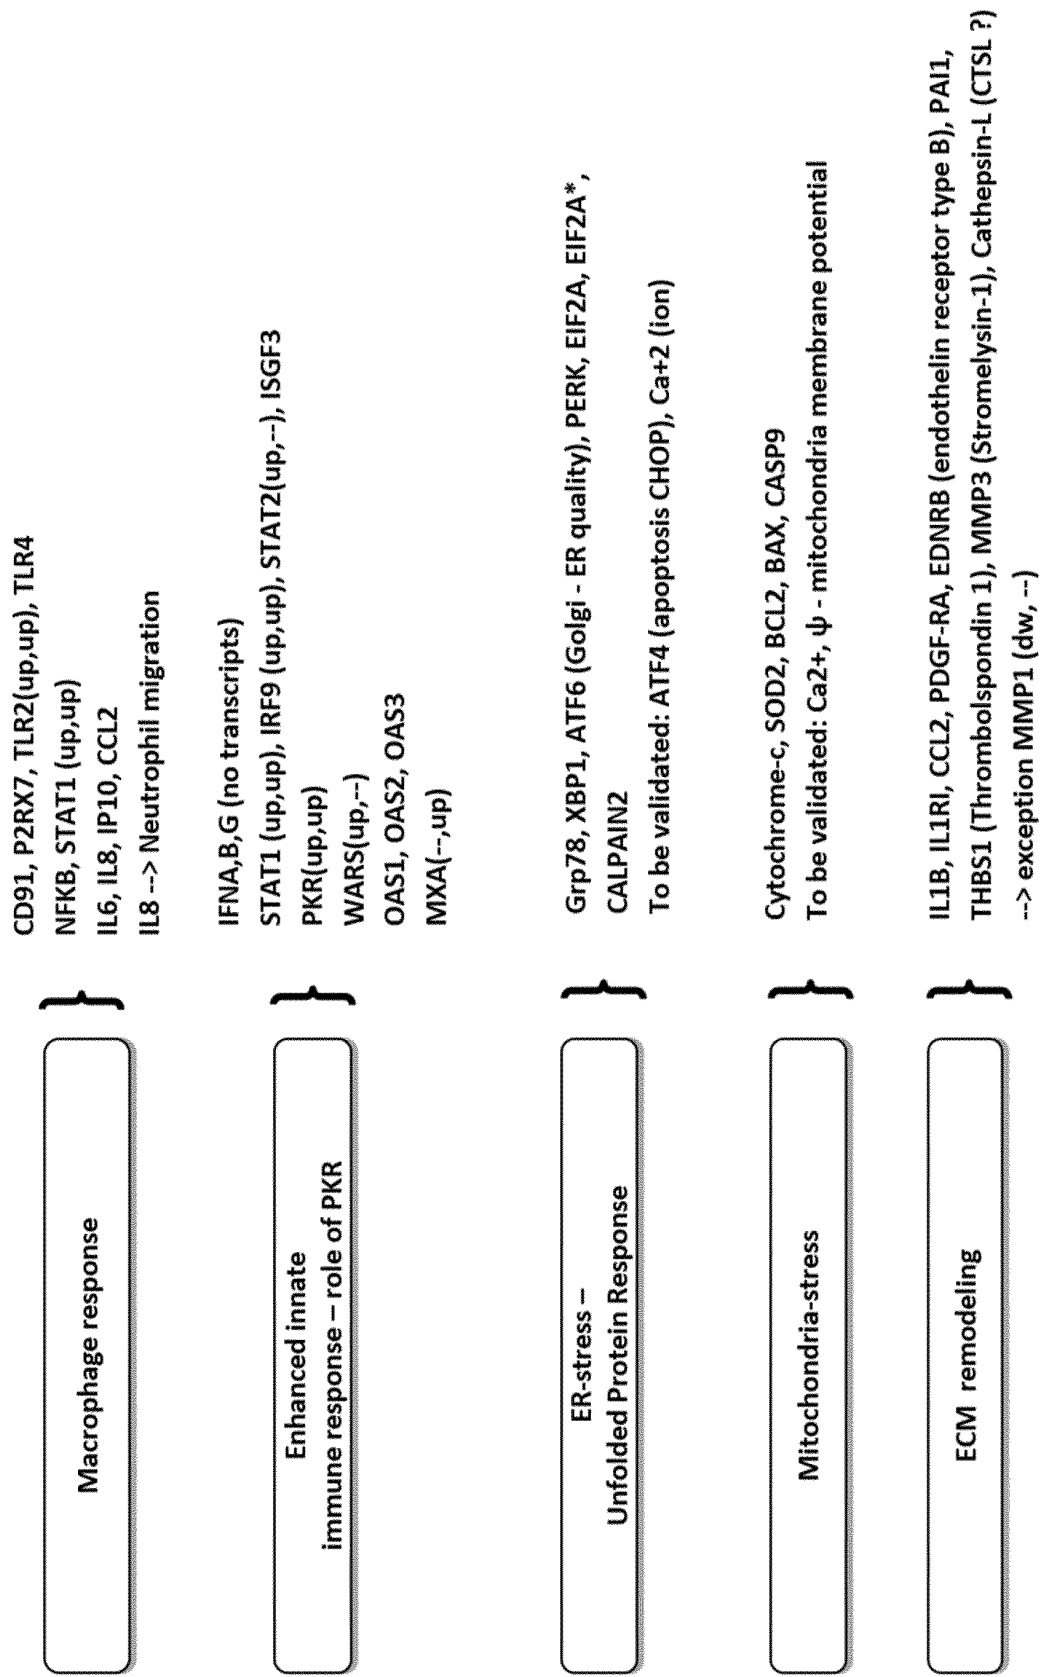 Macrophage response
CD91, P2RX7, TLR2(up,up), TLR4
NFKB, STAT1 (up,up)
IL6, IL8, IP10, CCL2
IL8 --> Neutrophil migration
Enhanced innate
immune response – role of PKR
IFNA,B,G (no transcripts)
STAT1 (up,up), IRF9 (up,up), STAT2(up,--), ISGF3
PKR(up,up)
WARS(up,--)
OAS1, OAS2, OAS3
MXA(--,up)
ER-stress –
Unfolded Protein Response
Grp78, XBP1, ATF6 (Golgi - ER quality), PERK, EIF2A, EIF2A*,
CALPAIN2
To be validated: ATF4 (apoptosis CHOP), Ca+2 (ion)
Mitochondria-stress
Cytochrome-c, SOD2, BCL2, BAX, CASP9
To be validated: Ca2+, ψ - mitochondria membrane potential
ECM remodeling
IL1B, IL1RI, CCL2, PDGF-RA, EDNRB (endothelin receptor type B), PAI1,
THBS1 (Thrombolspondin 1), MMP3 (Stromelysin-1), Cathepsin-L (CTSL ?)
--> exception MMP1 (dw, --)